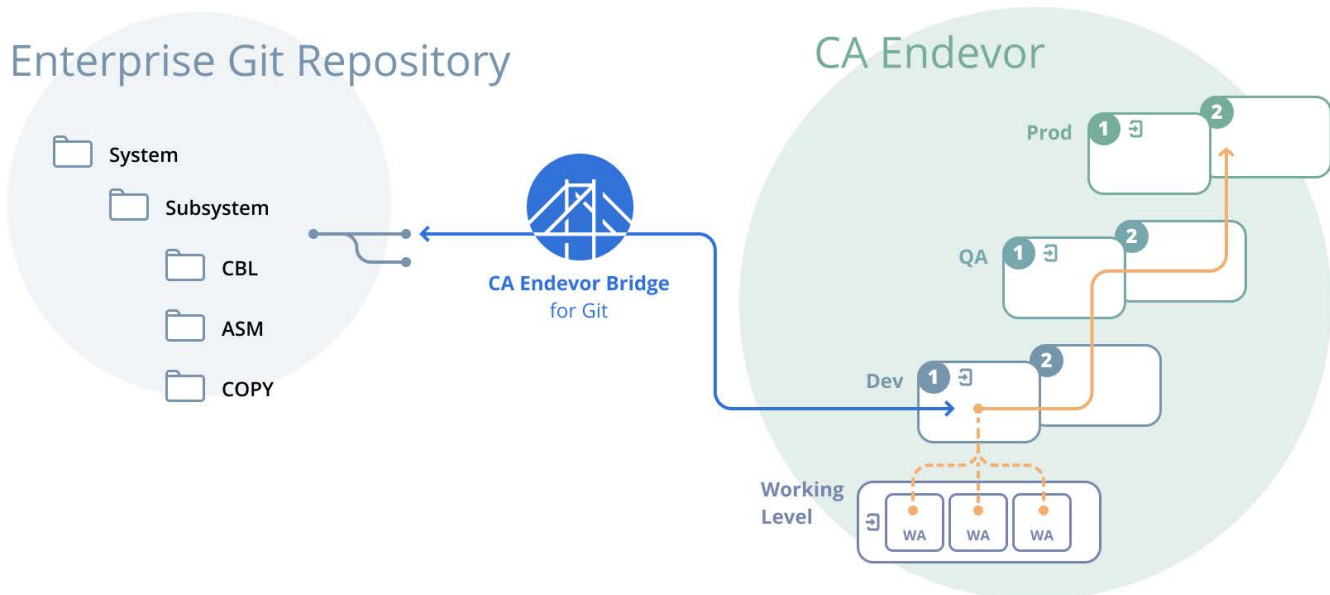 Enterprise Git Repository
System
Subsystem
CBL
ASM
COPY
CA Endevor Bridge
for Git
CA Endevor
Prod
1
2
QA
1
2
Dev
1
2
Working
Level
WA
WA
WA